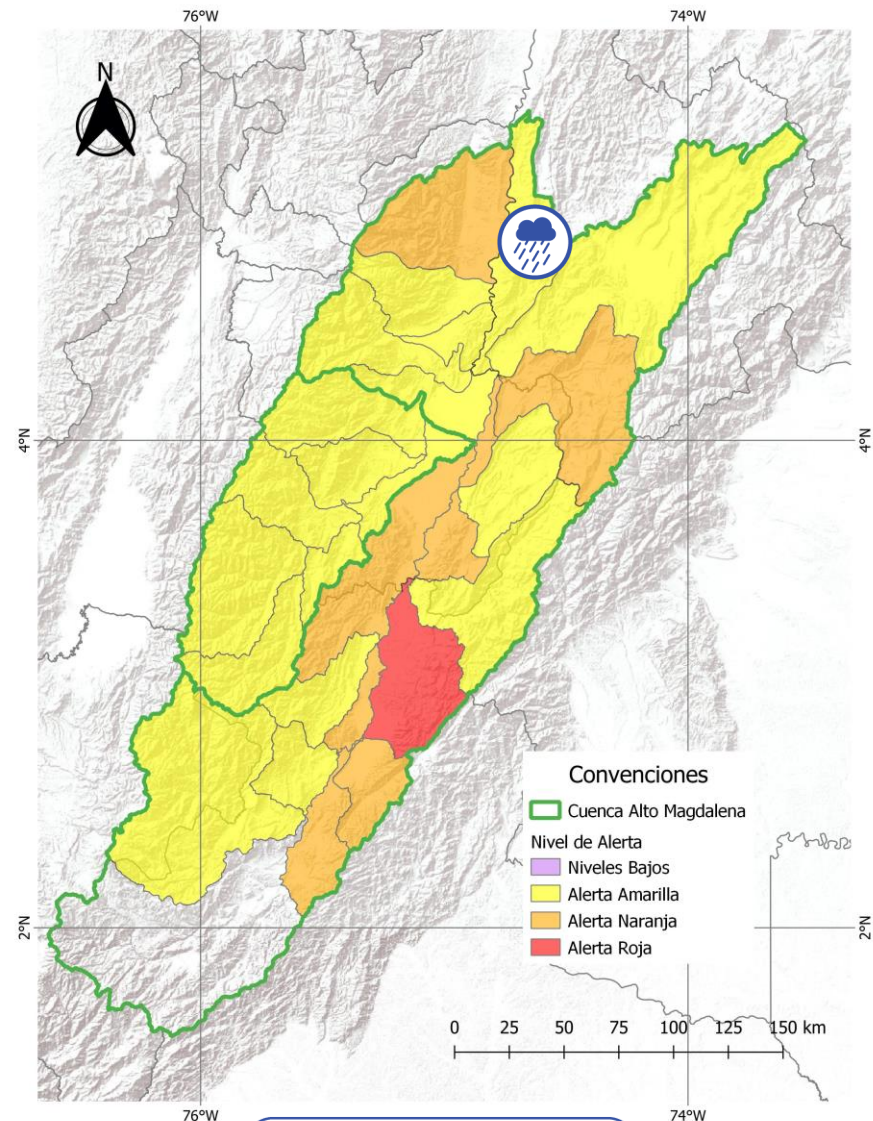 76°W 74°W
N
4°N 4°N
Convenciones
Cuenca Alto Magdalena
Nivel de Alerta
Niveles Bajos
Alerta Amarilla
Alerta Naranja
Alerta Roja
2°N 2°N
0 25 50 75 100 125 150 km
76°W 74°W